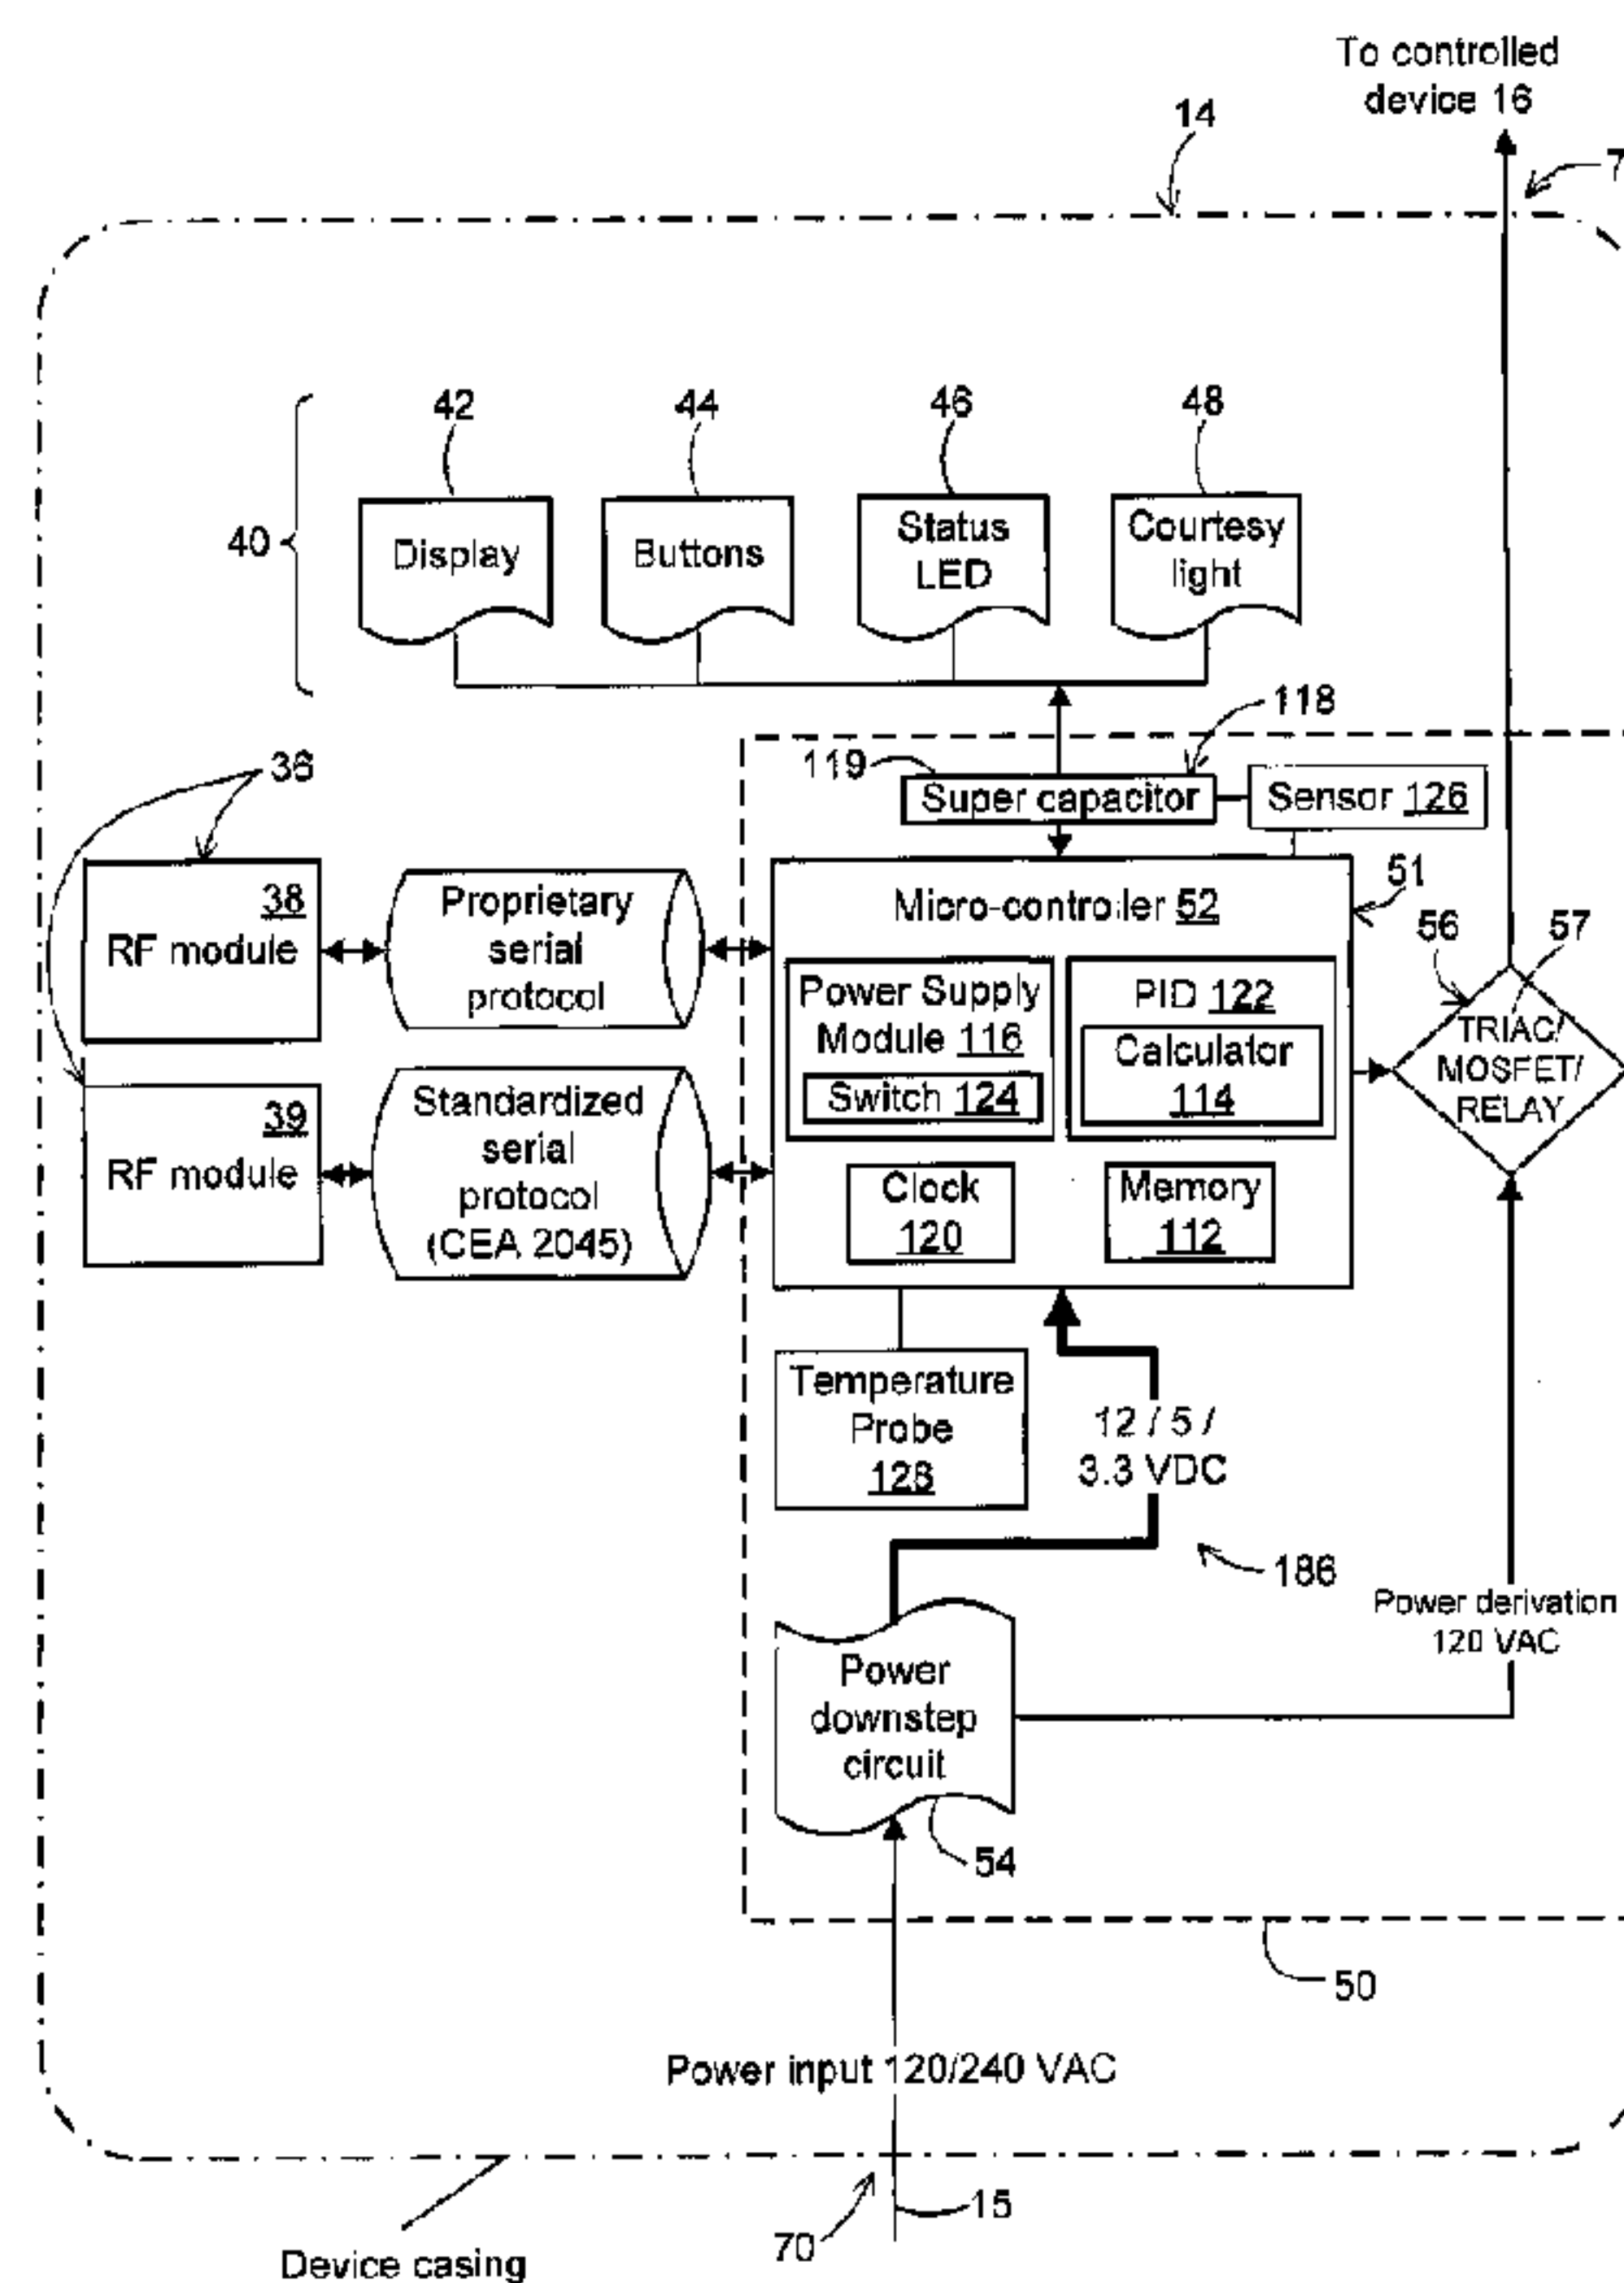 To controlled
device 16
14
7
42
44
46
48
40
Display
Buttons
Status
LED
Courtesy
light
118
119
Super capacitor
Sensor 126
36
38
RF module
Proprietary
serial
protocol
Micro-controller 52
51
56
57
Power Supply
Module 116
Switch 124
PID 122
Calculator
114
TRIAC/
MOSFET/
RELAY
39
RF module
Standardized
serial
protocol
(CEA 2045)
Clock
120
Memory
112
Temperature
Probe
128
12 / 5 /
3.3 VDC
186
Power derivation
120 VAC
Power
downstep
circuit
54
50
Power input 120/240 VAC
15
70
Device casing